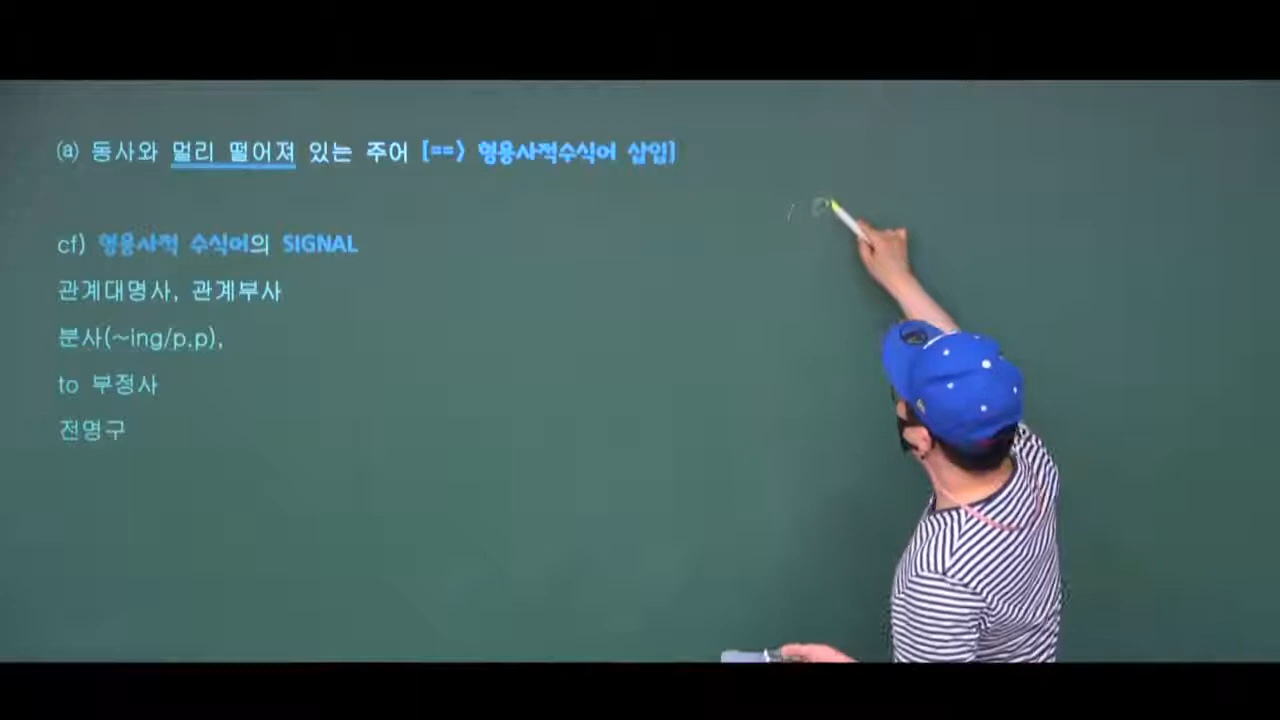 (a) 동사와 멀리 떨어져 있는 주어 [==> 형용사적수식어 삽입]
cf) 형용사적 수식어의 SIGNAL
관계대명사, 관계부사
분사(~ing/p.p),
to 부정사
전명구